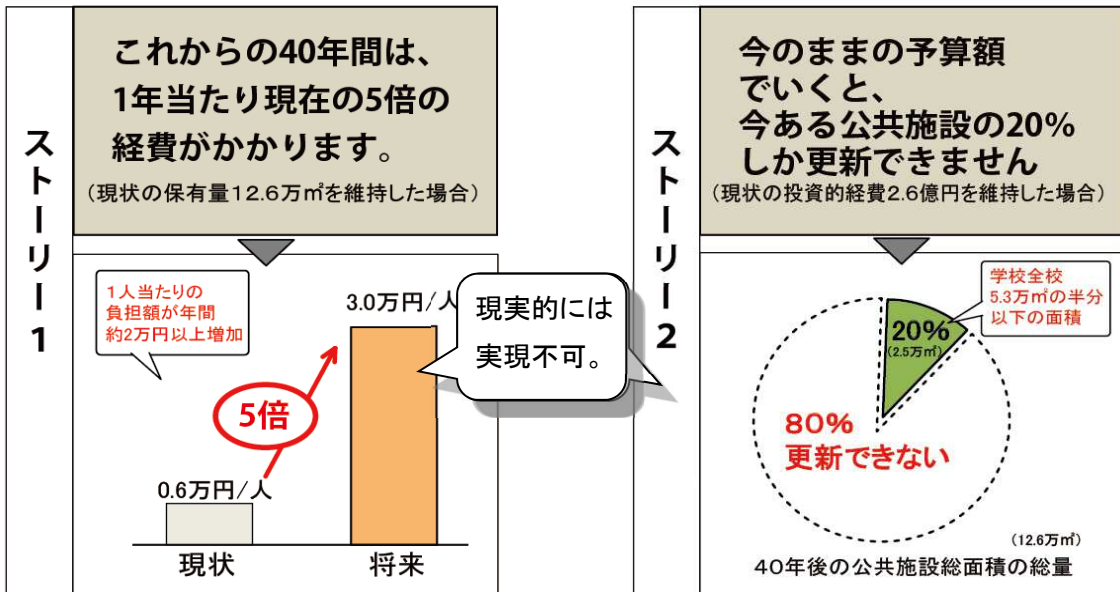 ストーリー1
これからの40年間は、
1年当たり現在の5倍の
経費がかかります。
（現状の保有量12.6万㎡を維持した場合）
1人当たりの
負担額が年間
約2万円以上増加
3.0万円/人
5倍
0.6万円/人
現状
将来
現実的には
実現不可。
ストーリー2
今のままの予算額
でいくと、
今ある公共施設の20%
しか更新できません
（現状の投資的経費2.6億円を維持した場合）
学校全校
5.3万㎡の半分
以下の面積
20%
(2.5万㎡)
80%
更新できない
(12.6万㎡)
40年後の公共施設総面積の総量